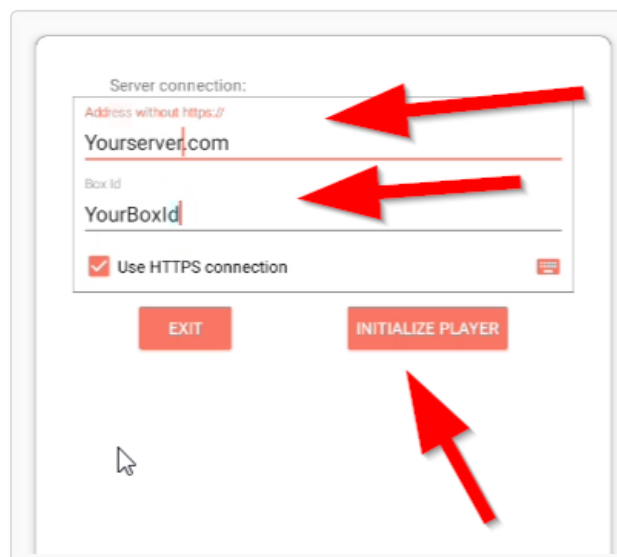 Server connection:
Address without https://
Yourserver.com
Box Id
YourBoxId
Use HTTPS connection
EXIT
INITIALIZE PLAYER